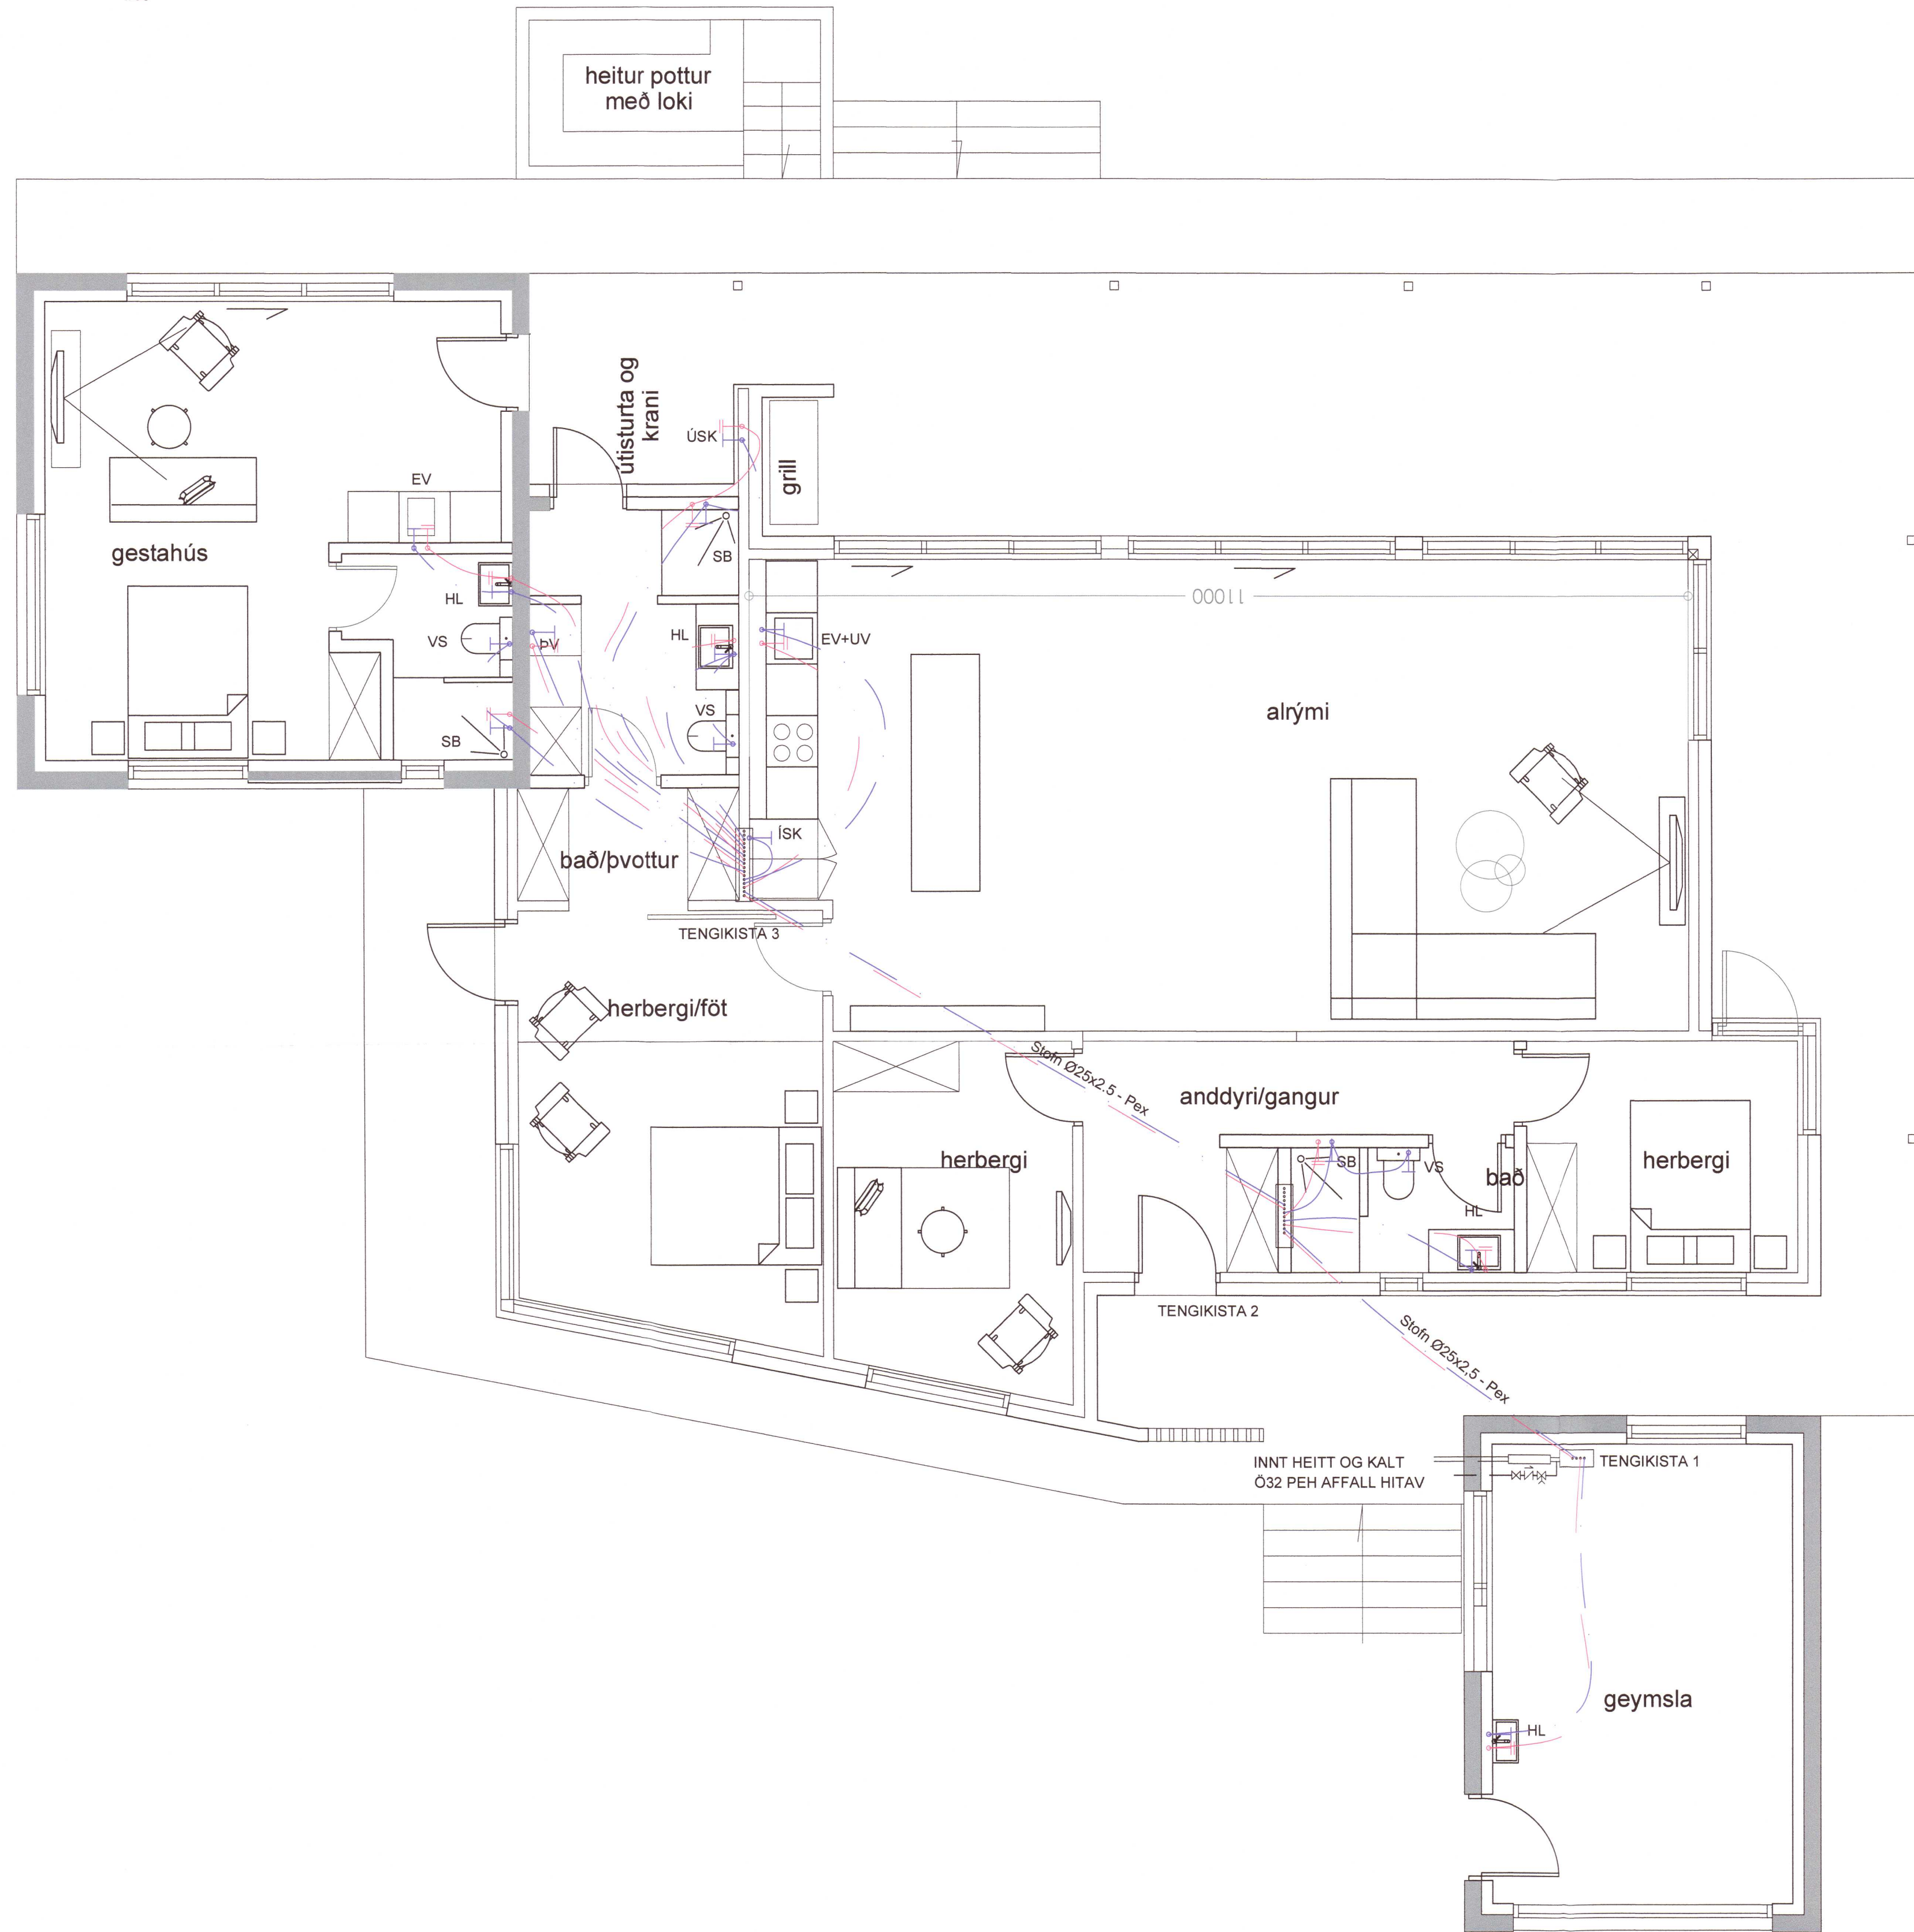 heitur pottur
með loki
útisturta og
krani
ÚSK
grill
EV
gestahús
SB
HL
VS
ÞV
HL
EV+UV
11000
VS
SB
alrými
ÍSK
bað/þvottur
TENGIKISTA 3
herbergi/föt
Stofn Ø25x2.5 - Pex
anddyri/gangur
herbergi
SB
VS
bað
herbergi
HL
TENGIKISTA 2
Stofn Ø25x2,5 - Pex
INNT HEITT OG KALT
Ö32 PEH AFFALL HITAV
TENGIKISTA 1
geymsla
HL